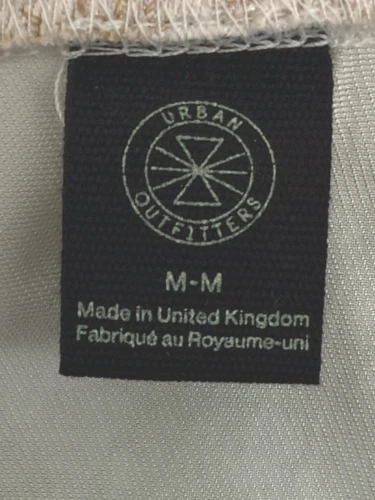 URBAN
OUTFITTERS
M-M
Made in United Kingdom
Fabriqué au Royaume-uni